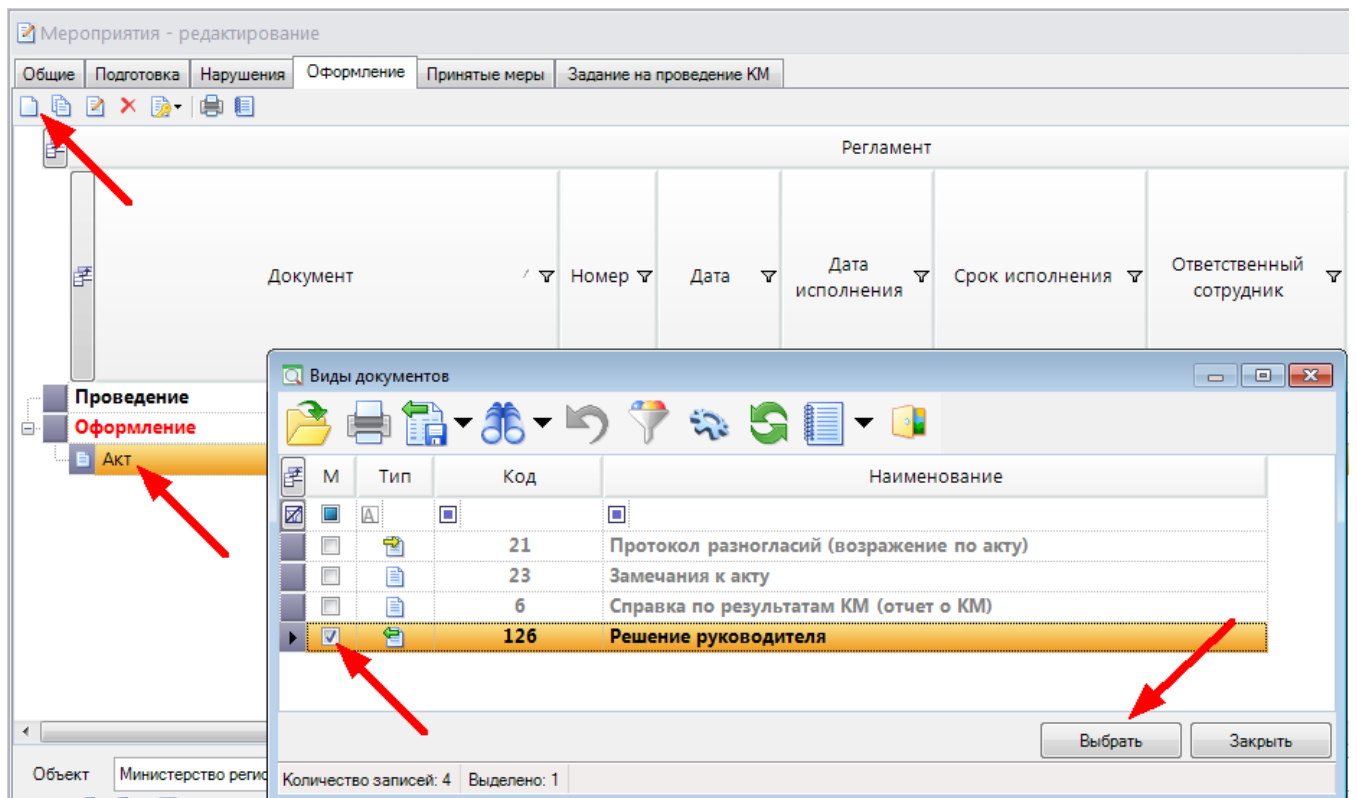 Мероприятия - редактирование
Общие Подготовка Нарушения Оформление Принятые меры Задание на проведение КМ
Регламент
Документ Номер Дата Дата исполнения Срок исполнения Ответственный сотрудник
Виды документов
Проведение
Оформление
Акт
М Тип Код Наименование
21 Протокол разногласий (возражение по акту)
23 Замечания к акту
6 Справка по результатам КМ (отчет о КМ)
126 Решение руководителя
Выбрать Закрыть
Объект Министерство регис
Количество записей: 4 Выделено: 1